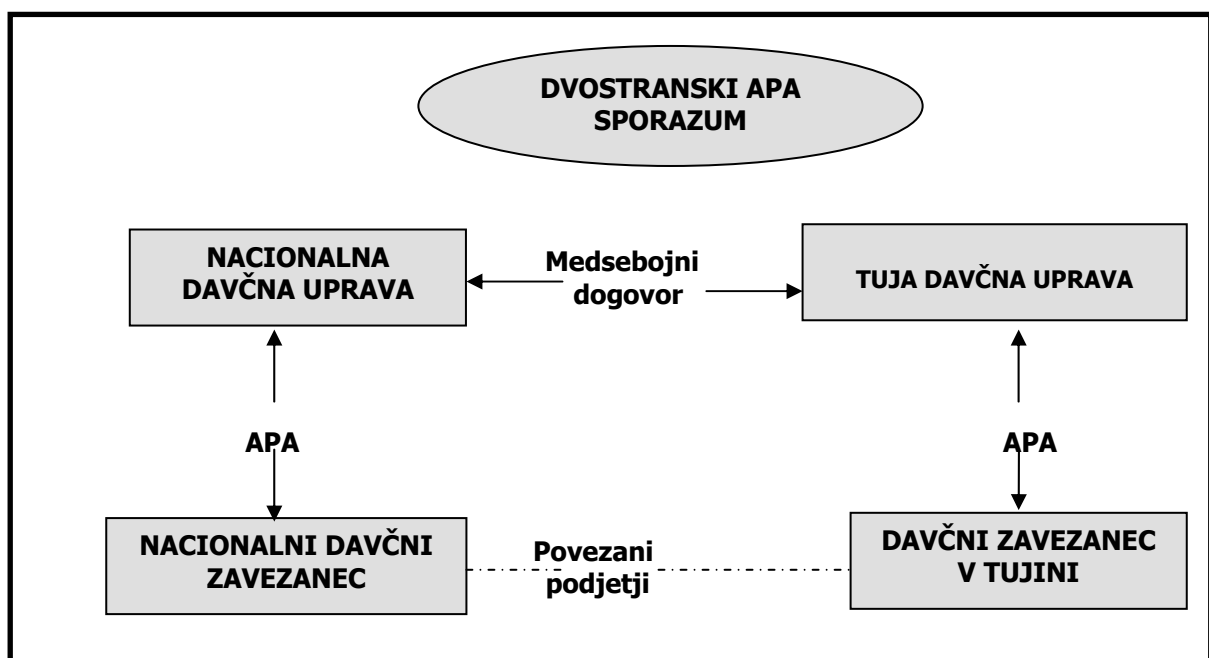 DVOSTRANSKI APA
SPORAZUM
NACIONALNA
DAVČNA UPRAVA
Medsebojni
dogovor
TUJA DAVČNA UPRAVA
APA
APA
NACIONALNI DAVČNI
ZAVEZANEC
Povezani
podjetji
DAVČNI ZAVEZANEC
V TUJINI